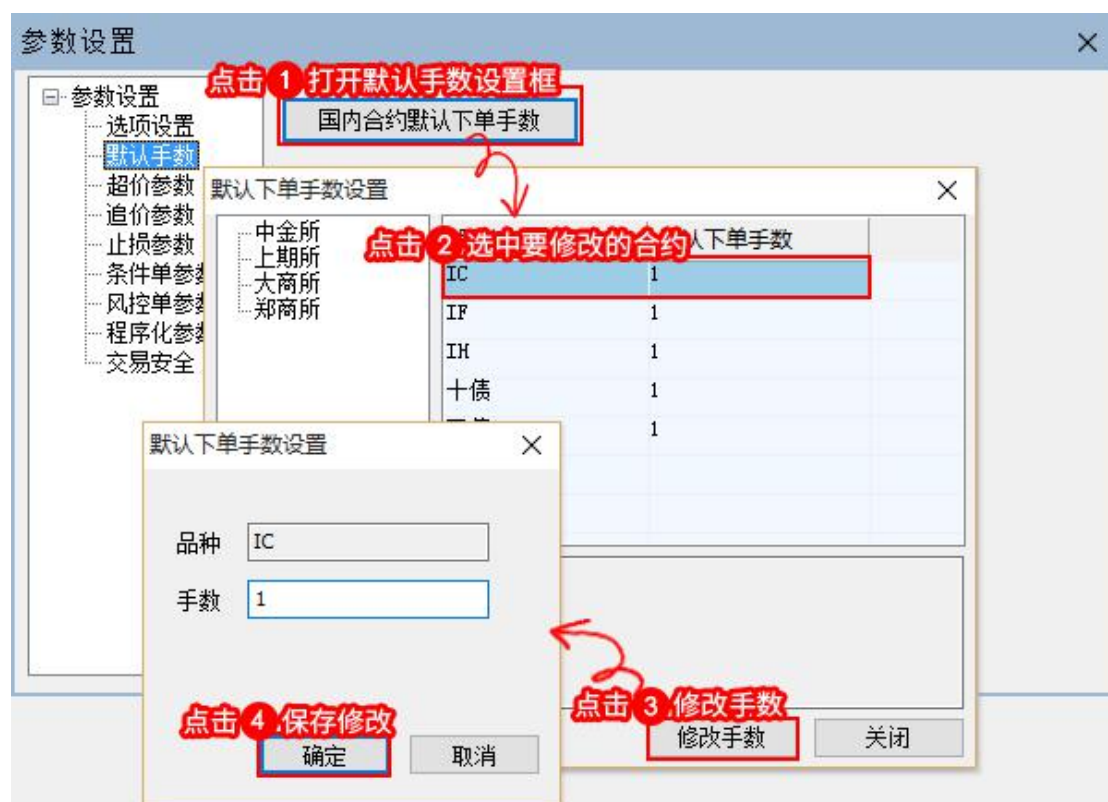 参数设置
点击 1 打开默认手数设置框
参数设置
国内合约默认下单手数
选项设置
默认手数
超价参数
追价参数
止损参数
条件单参
风控单参
程序化参
交易安全
默认下单手数设置
中金所
上期所
大商所
郑商所
点击 2 选中要修改的合约
认下单手数
IC 1
IF 1
IH 1
十债 1
1
默认下单手数设置
品种 IC
手数 1
点击 3 修改手数
修改手数 关闭
点击 4 保存修改
确定 取消